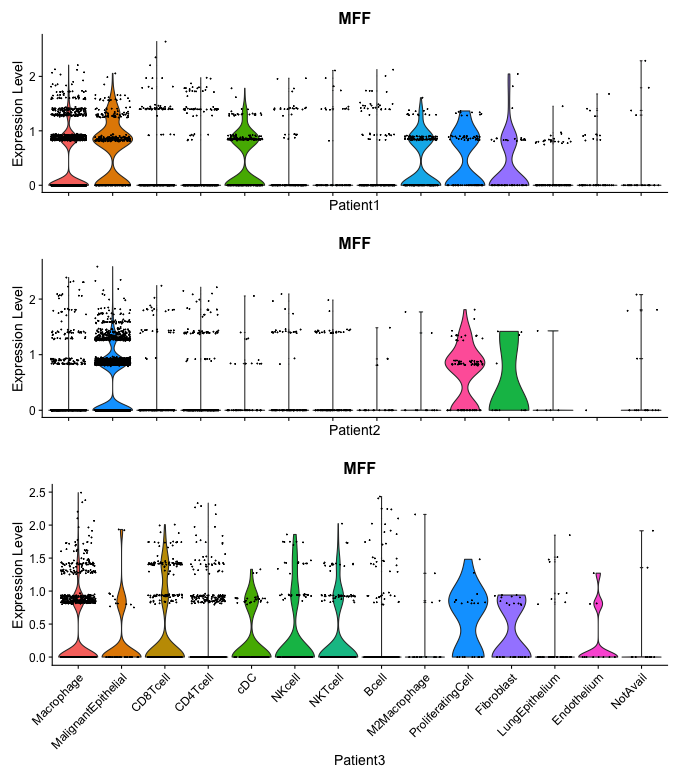 MFF
Expression Level
2
1
0
Patient1
MFF
Expression Level
2
1
0
Patient2
MFF
Expression Level
2.5
2.0
1.5
1.0
0.5
0.0
Macrophage
MalignantEpithelial
CD8Tcell
CD4Tcell
cDC
NKcell
NKTcell
Bcell
M2Macrophage
ProliferatingCell
Fibroblast
LungEpithelium
Endothelium
NotAvail
Patient3